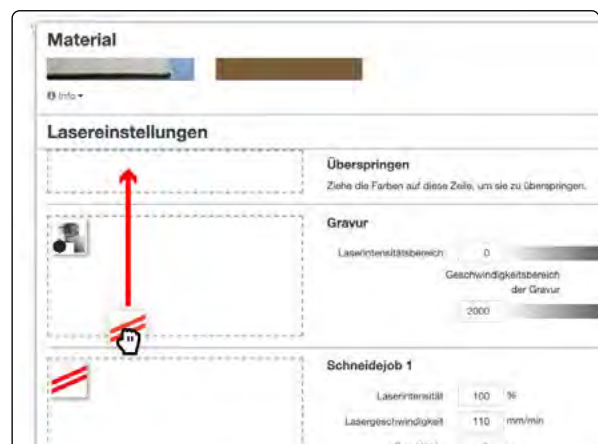 Material
Info
Lasereinstellungen
Überspringen
Ziehe die Farben auf diese Zeile, um sie zu überspringen.
Gravur
Laserintensitätsbereich 0
Geschwindigkeitsbereich
der Gravur
2000
Schneidejob 1
Laserintensität 100 %
Lasergeschwindigkeit 110 mm/min